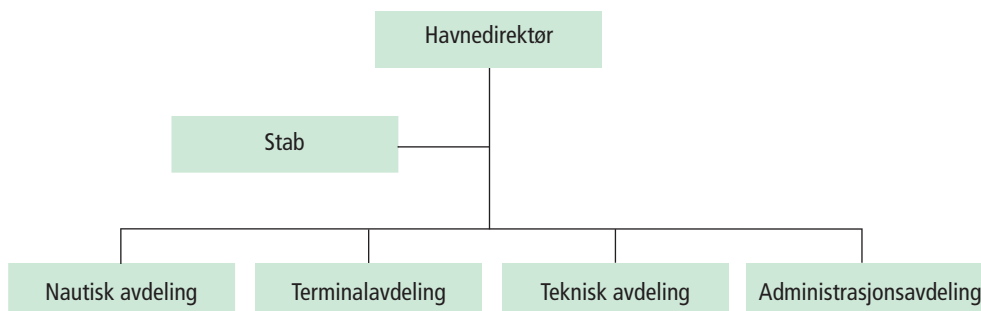 Havnedirektør
Stab
Nautisk avdeling
Terminalavdeling
Teknisk avdeling
Administrasjonsavdeling